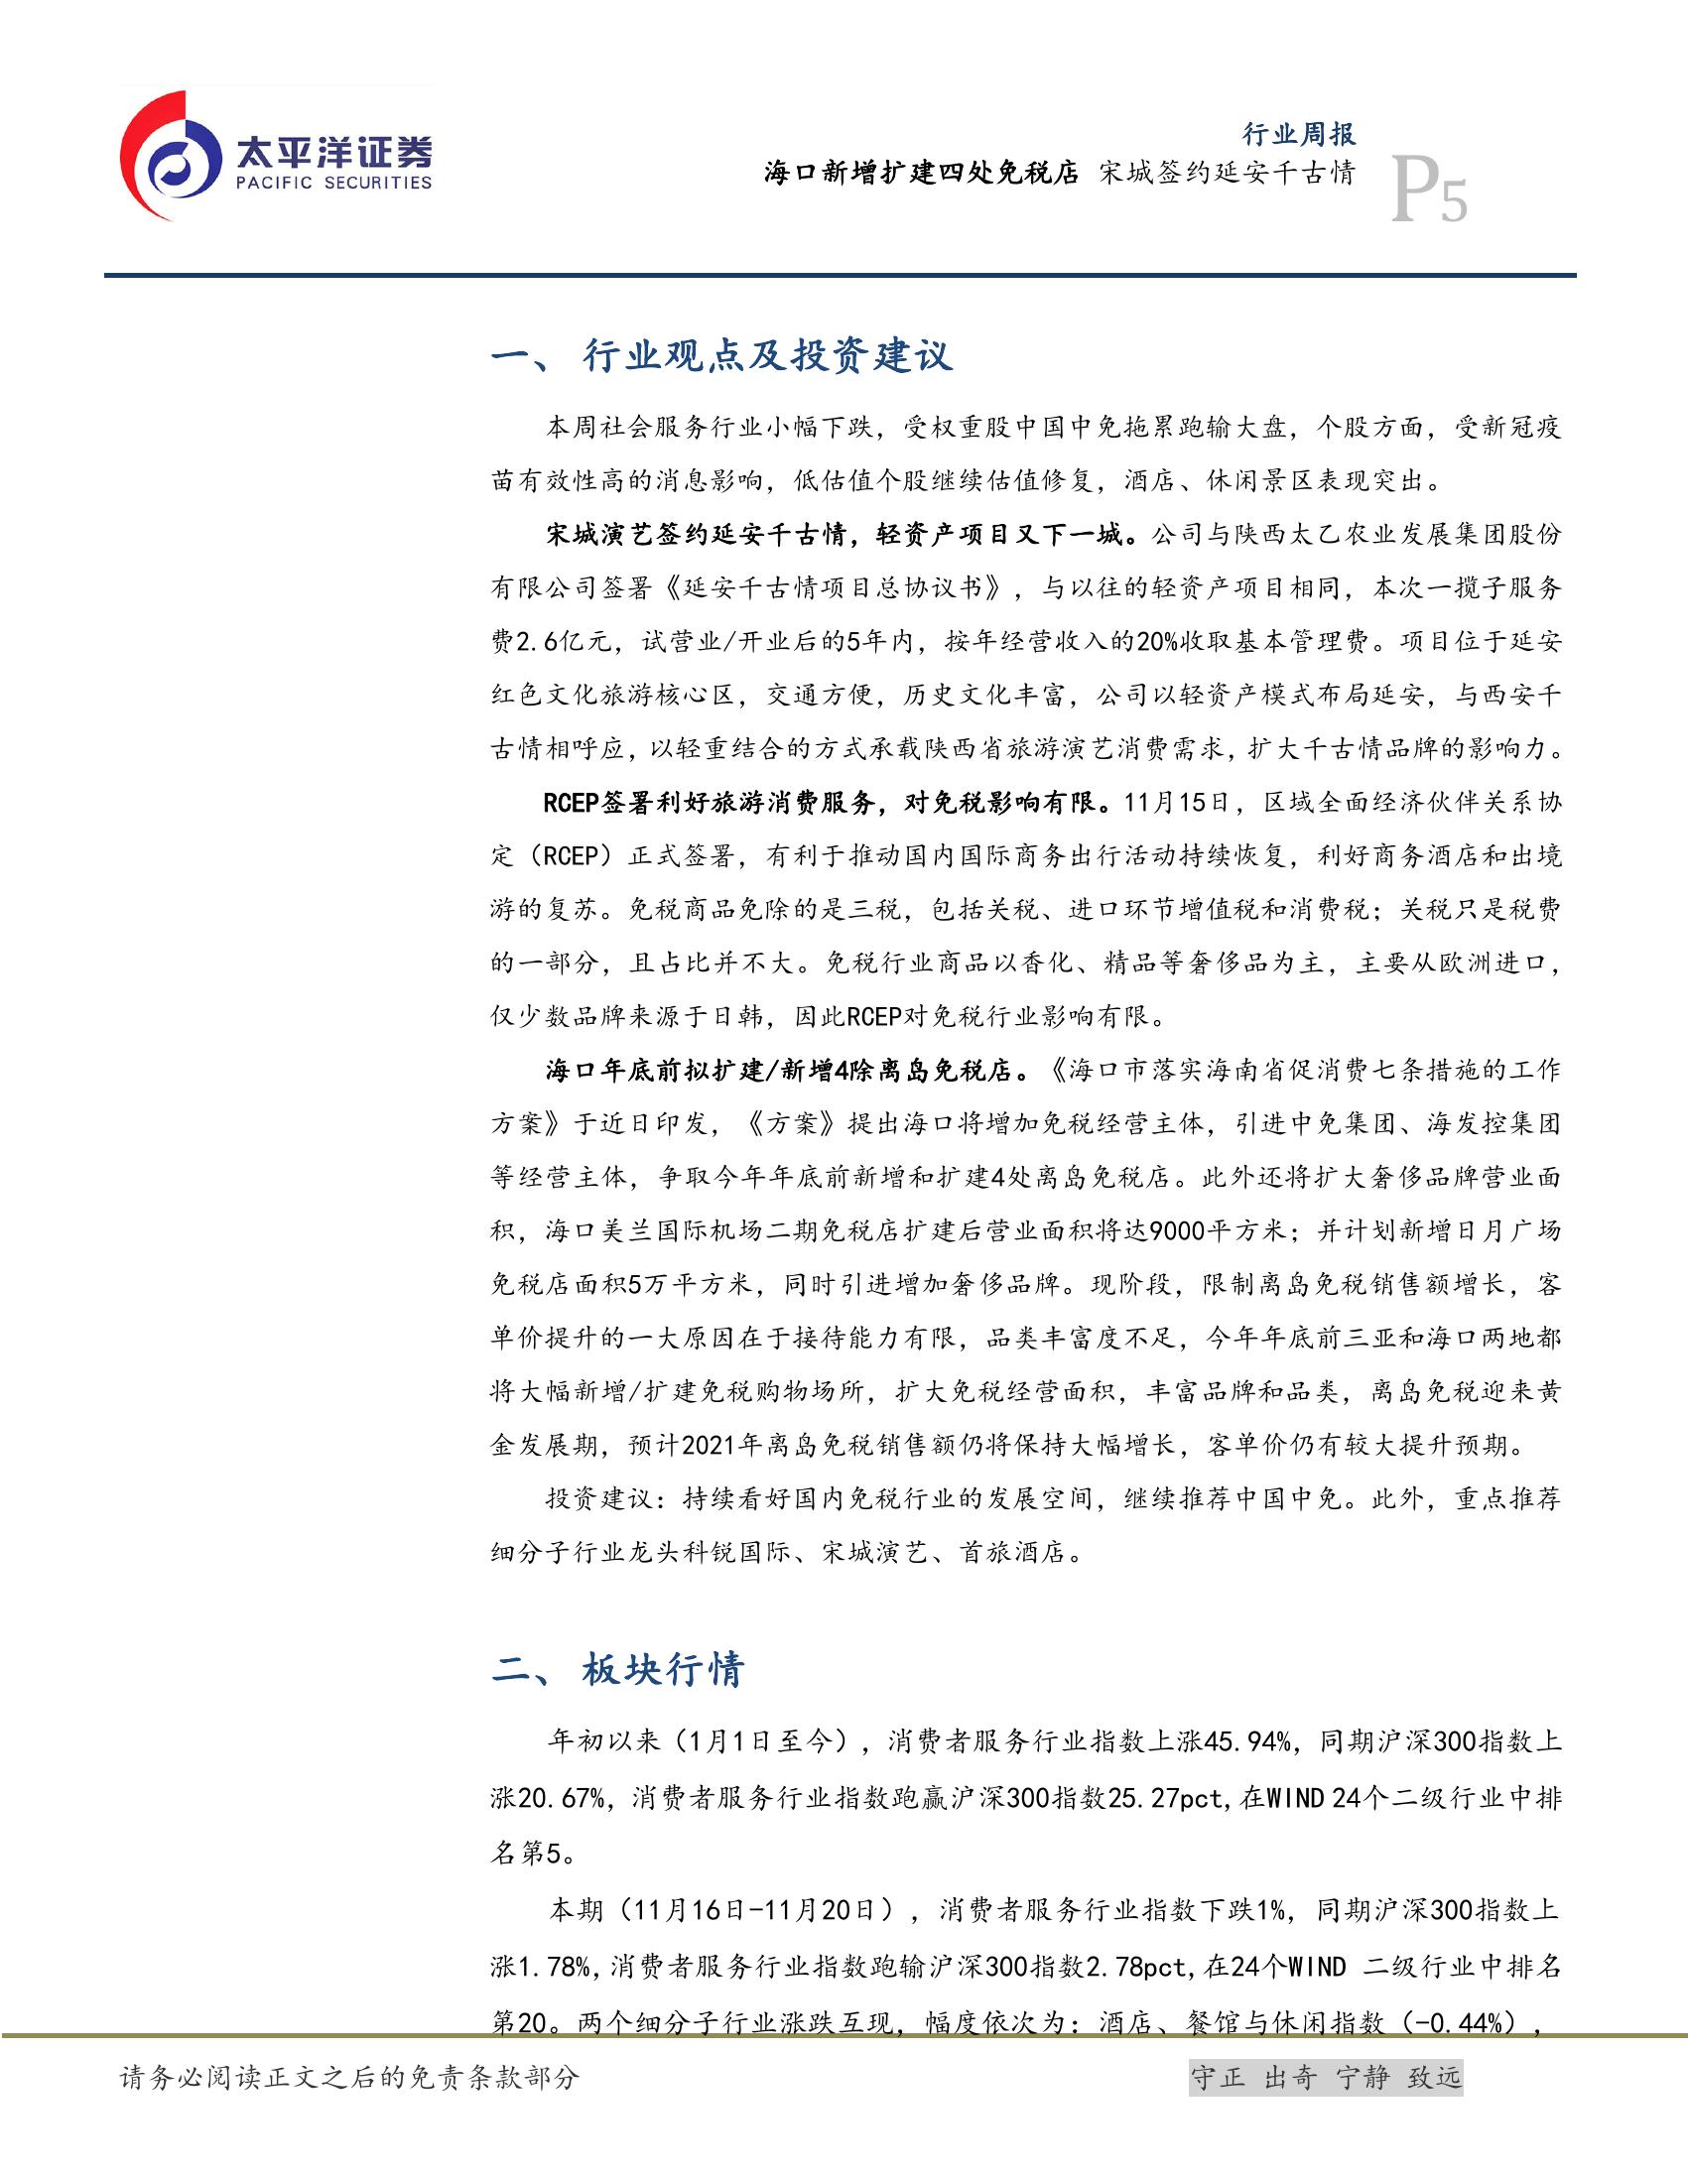 太平洋证券
PACIFIC SECURITIES
行业周报
海口新增扩建四处免税店 宋城签约延安千古情
P5
一、 行业观点及投资建议
本周社会服务行业小幅下跌，受权重股中国中免拖累跑输大盘，个股方面，受新冠疫
苗有效性高的消息影响，低估值个股继续估值修复，酒店、休闲景区表现突出。
宋城演艺签约延安千古情，轻资产项目又下一城。公司与陕西太乙农业发展集团股份
有限公司签署《延安千古情项目总协议书》，与以往的轻资产项目相同，本次一揽子服务
费2.6亿元，试营业/开业后的5年内，按年经营收入的20%收取基本管理费。项目位于延安
红色文化旅游核心区，交通方便，历史文化丰富，公司以轻资产模式布局延安，与西安千
古情相呼应，以轻重结合的方式承载陕西省旅游演艺消费需求，扩大千古情品牌的影响力。
RCEP签署利好旅游消费服务，对免税影响有限。11月15日，区域全面经济伙伴关系协
定（RCEP）正式签署，有利于推动国内国际商务出行活动持续恢复，利好商务酒店和出境
游的复苏。免税商品免除的是三税，包括关税、进口环节增值税和消费税；关税只是税费
的一部分，且占比并不大。免税行业商品以香化、精品等奢侈品为主，主要从欧洲进口，
仅少数品牌来源于日韩，因此RCEP对免税行业影响有限。
海口年底前拟扩建/新增4除离岛免税店。《海口市落实海南省促消费七条措施的工作
方案》于近日印发，《方案》提出海口将增加免税经营主体，引进中免集团、海发控集团
等经营主体，争取今年年底前新增和扩建4处离岛免税店。此外还将扩大奢侈品牌营业面
积，海口美兰国际机场二期免税店扩建后营业面积将达9000平方米；并计划新增日月广场
免税店面积5万平方米，同时引进增加奢侈品牌。现阶段，限制离岛免税销售额增长，客
单价提升的一大原因在于接待能力有限，品类丰富度不足，今年年底前三亚和海口两地都
将大幅新增/扩建免税购物场所，扩大免税经营面积，丰富品牌和品类，离岛免税迎来黄
金发展期，预计2021年离岛免税销售额仍将保持大幅增长，客单价仍有较大提升预期。
投资建议：持续看好国内免税行业的发展空间，继续推荐中国中免。此外，重点推荐
细分子行业龙头科锐国际、宋城演艺、首旅酒店。
二、 板块行情
年初以来（1月1日至今），消费者服务行业指数上涨45.94%，同期沪深300指数上
涨20.67%，消费者服务行业指数跑赢沪深300指数25.27pct,在WIND 24个二级行业中排
名第5。
本期（11月16日-11月20日），消费者服务行业指数下跌1%，同期沪深300指数上
涨1.78%,消费者服务行业指数跑输沪深300指数2.78pct,在24个WIND 二级行业中排名
第20。两个细分子行业涨跌互现，幅度依次为：酒店、餐馆与休闲指数（-0.44%），
请务必阅读正文之后的免责条款部分
守正 出奇 宁静 致远